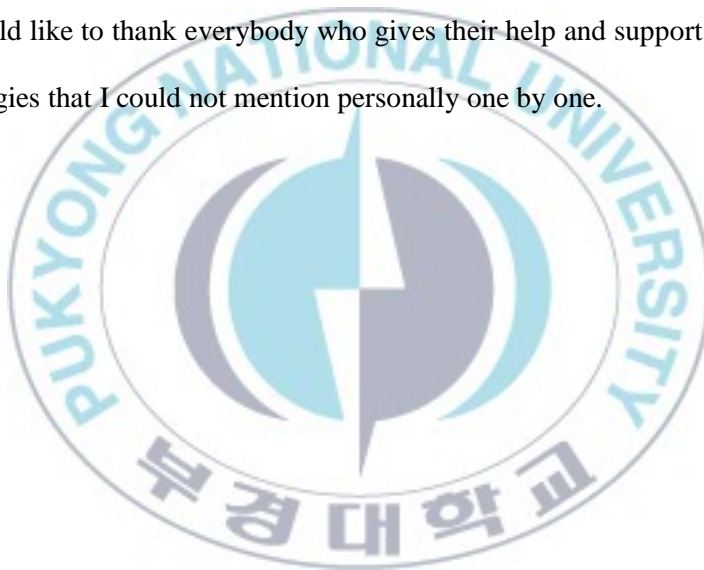 ld like to thank everybody who gives their help and support
gies that I could not mention personally one by one.
PUKYONG NATIONAL UNIVERSITY
부경대학교